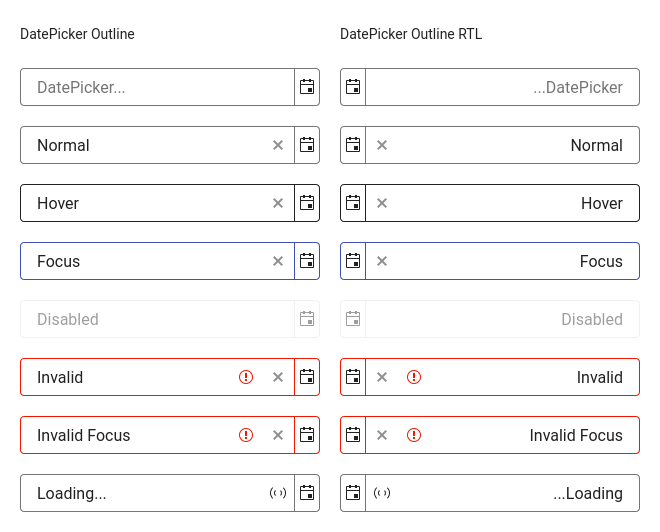 DatePicker Outline
DatePicker Outline RTL
DatePicker...
...DatePicker
Normal
Normal
Hover
Hover
Focus
Focus
Disabled
Disabled
Invalid
Invalid
Invalid Focus
Invalid Focus
Loading...
...Loading